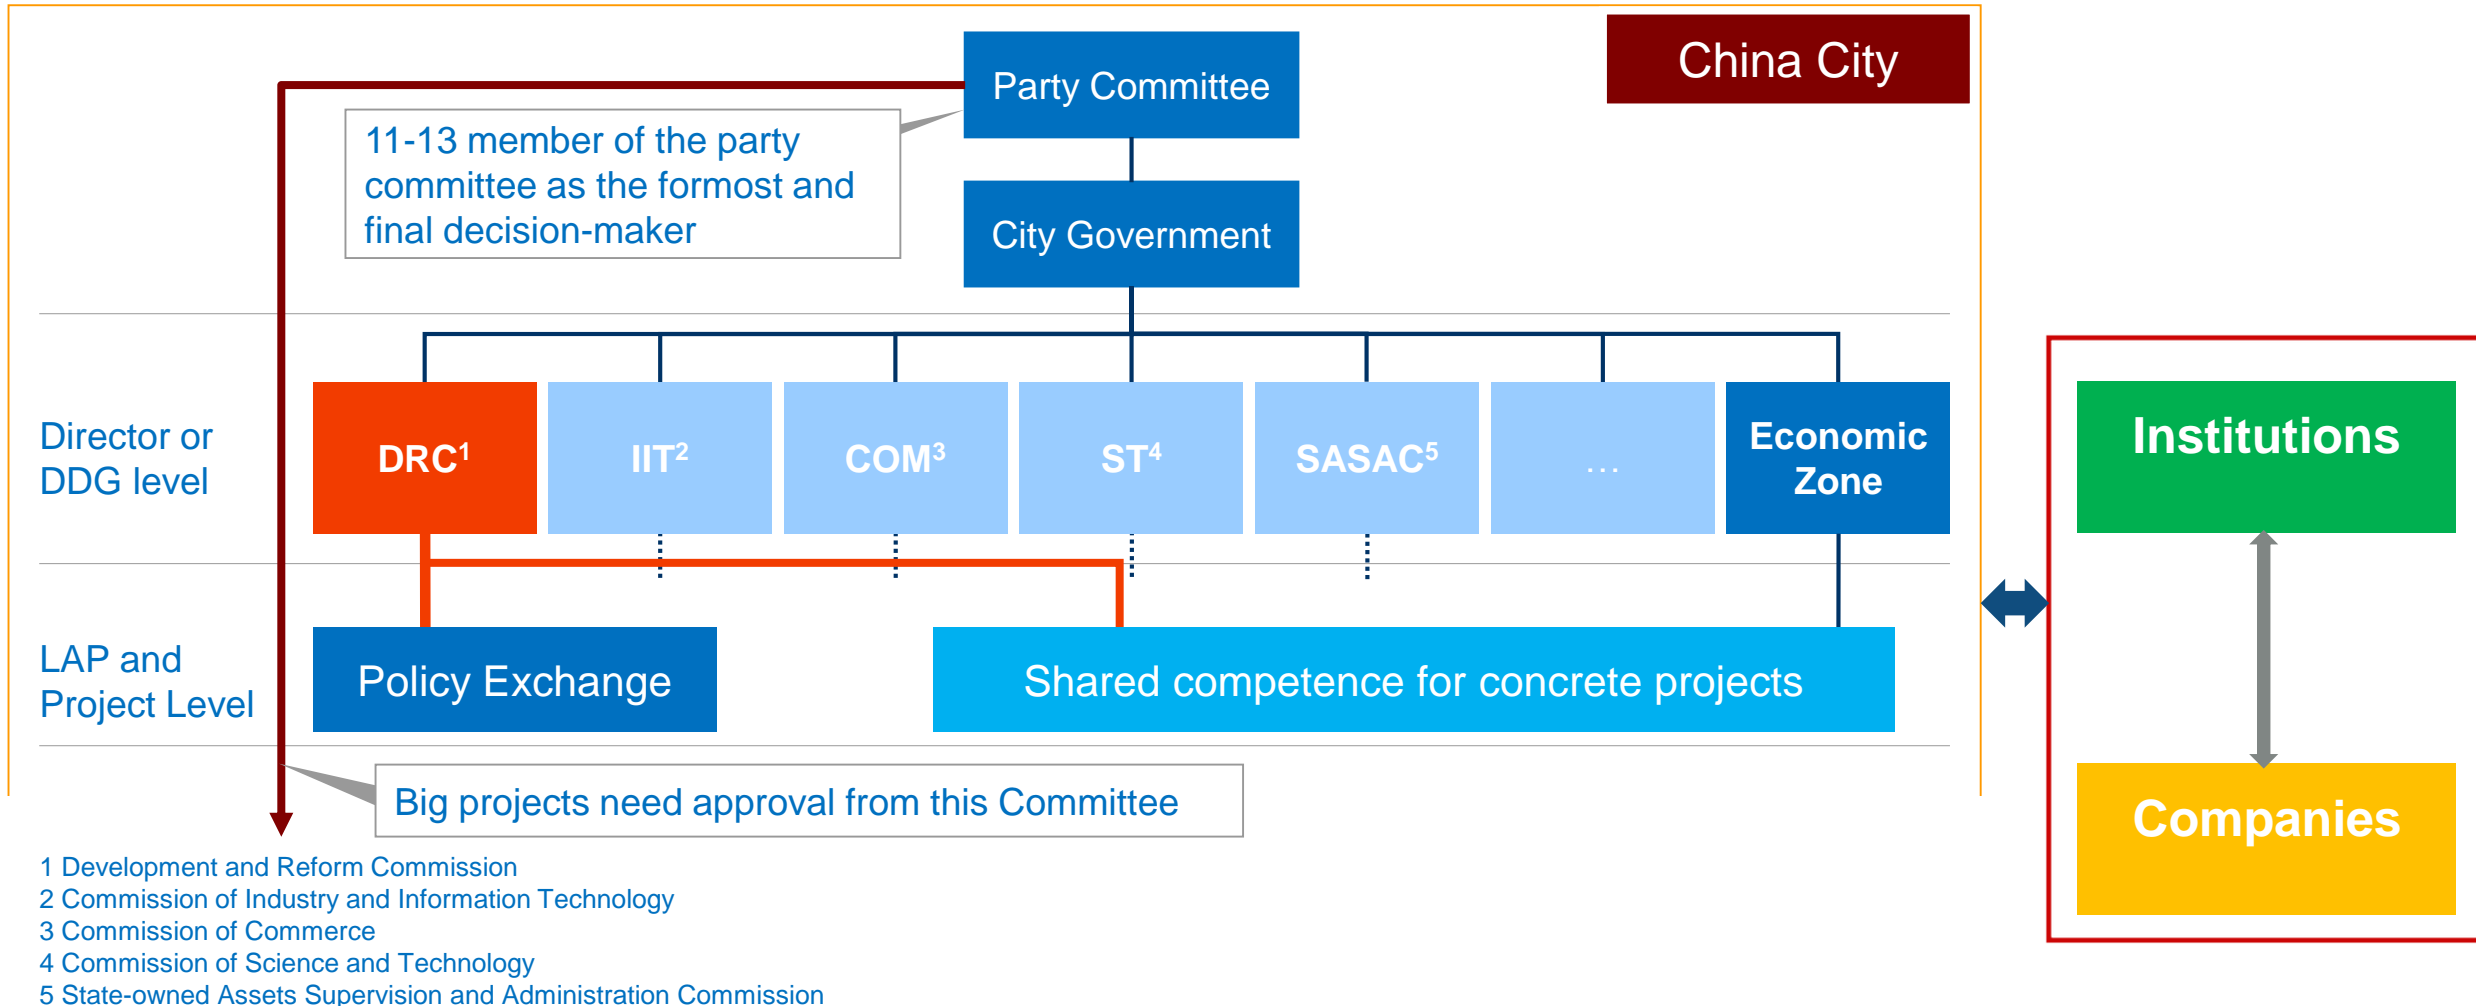 China City
Party Committee
11-13 member of the party
committee as the formost and
final decision-maker
City Government
Director or
DDG level
DRC1
IIT2
COM3
ST4
SASAC5
...
Economic
Zone
Institutions
LAP and
Project Level
Policy Exchange
Shared competence for concrete projects
Big projects need approval from this Committee
Companies
1 Development and Reform Commission
2 Commission of Industry and Information Technology
3 Commission of Commerce
4 Commission of Science and Technology
5 State-owned Assets Supervision and Administration Commission